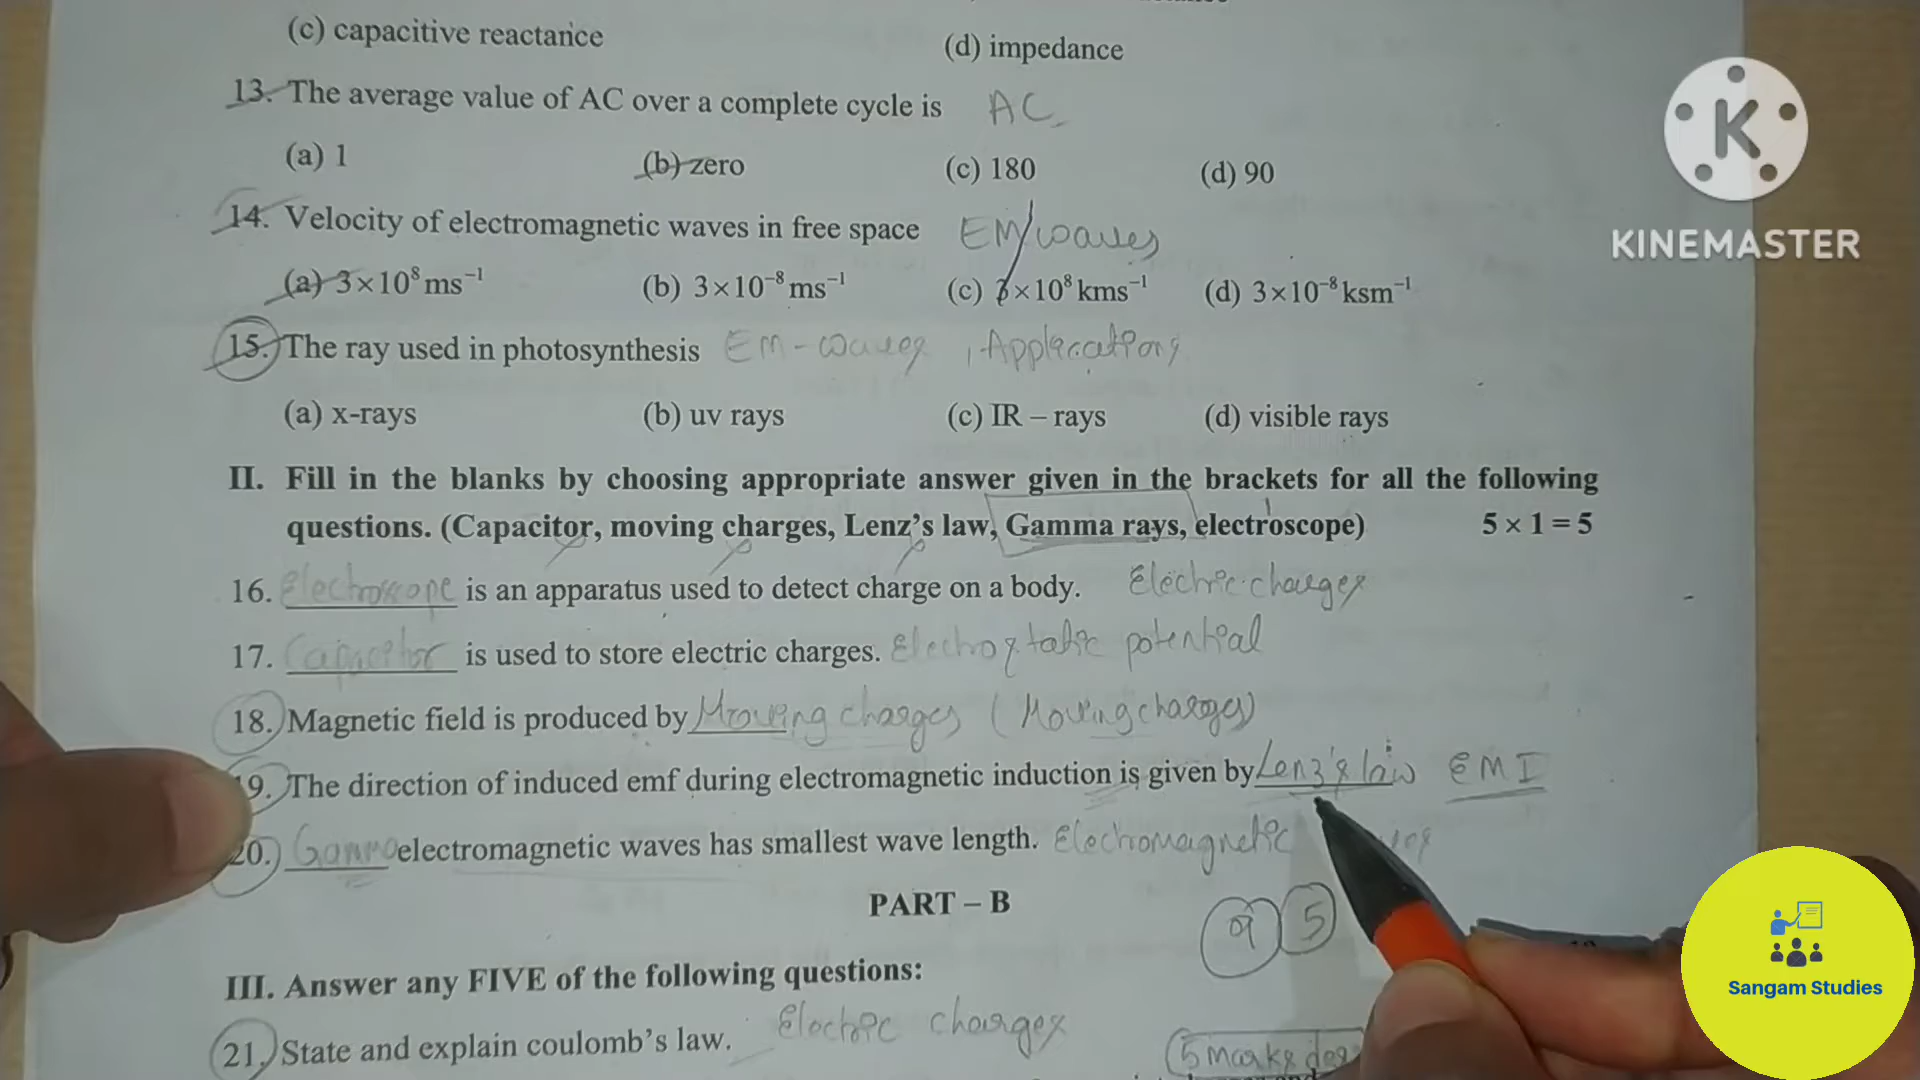 (c) capacitive reactance (d) impedance
13. The average value of AC over a complete cycle is AC
(a) 1 (b) zero (c) 180 (d) 90
14. Velocity of electromagnetic waves in free space EM/waves
(a) 3×10⁸ ms⁻¹ (b) 3×10⁻⁸ ms⁻¹ (c) 3×10⁸ kms⁻¹ (d) 3×10⁻⁸ ksm⁻¹
15. The ray used in photosynthesis EM-waves, Applications
(a) x-rays (b) uv rays (c) IR – rays (d) visible rays
II. Fill in the blanks by choosing appropriate answer given in the brackets for all the following
questions. (Capacitor, moving charges, Lenz's law, Gamma rays, electroscope) 5 × 1 = 5
16. Electroscope is an apparatus used to detect charge on a body. Electric charges
17. Capacitor is used to store electric charges. Electrostatic potential
18. Magnetic field is produced by Moving charges (Moving charges)
19. The direction of induced emf during electromagnetic induction is given by Lenz's law EMI
20. Gamma electromagnetic waves has smallest wave length. Electromagnetic
PART – B
9 5
III. Answer any FIVE of the following questions:
21. State and explain coulomb's law. Electric charges
5 marks
KINEMASTER
Sangam Studies